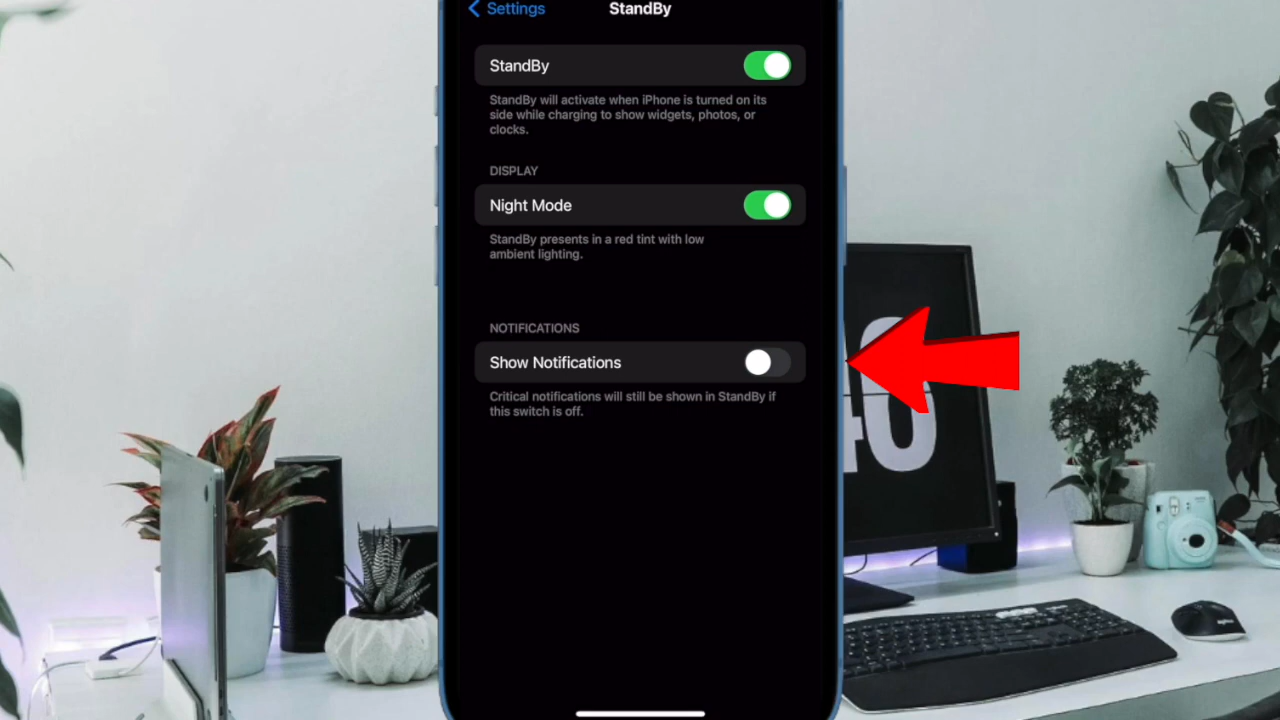 Settings
StandBy
StandBy
StandBy will activate when iPhone is turned on its
side while charging to show widgets, photos, or
clocks.
DISPLAY
Night Mode
StandBy presents in a red tint with low
ambient lighting.
NOTIFICATIONS
Show Notifications
Critical notifications will still be shown in StandBy if
this switch is off.